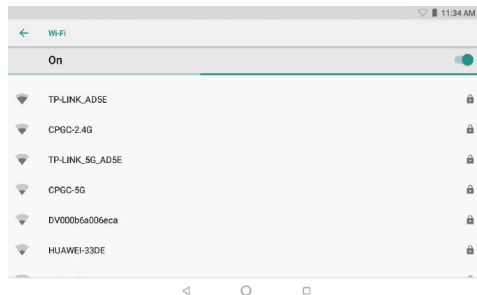 11:34 AM
Wi-Fi
On
TP-LINK_AD5E
CPGC-2.4G
TP-LINK_5G_AD5E
CPGC-5G
DV000b6a006eca
HUAWEI-33DE